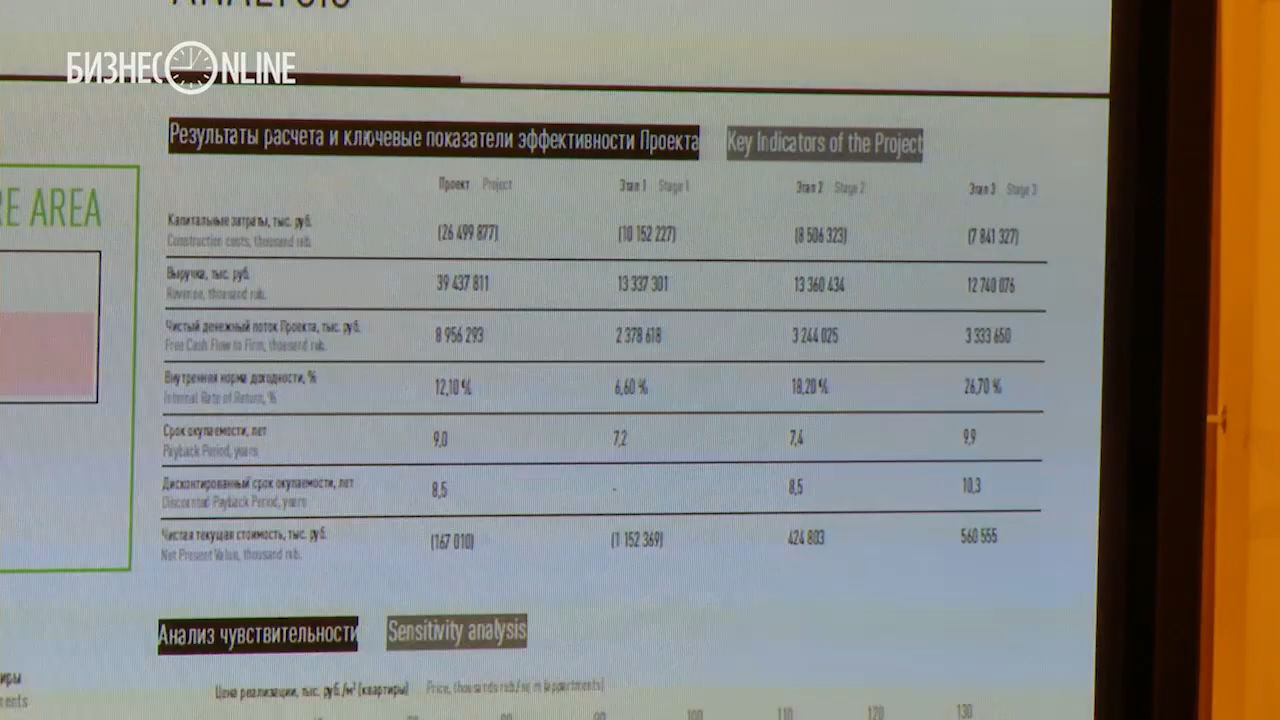 ANALYSIS
БИЗНЕС ONLINE
Результаты расчета и ключевые показатели эффективности Проекта Key Indicators of the Project
RE AREA
Проект Project Этап 1 Stage 1 Этап 2 Stage 2 Этап 3 Stage 3
Капитальные затраты, тыс. руб. (26 499 877) (10 152 227) (8 506 323) (7 841 327)
Construction costs, thousand rub.
Выручка, тыс. руб. 39 437 811 13 337 301 13 360 434 12 740 076
Revenue, thousand rub.
Чистый денежный поток Проекта, тыс. руб. 8 956 293 2 378 618 3 244 025 3 333 650
Free Cash Flow to Firm, thousand rub.
Внутренняя норма доходности, % 12,10 % 6,60 % 18,20 % 26,70 %
Internal Rate of Return, %
Срок окупаемости, лет 9,0 7,2 7,4 9,9
Payback Period, years
Дисконтированный срок окупаемости, лет 8,5 - 8,5 10,3
Discounted Payback Period, years
Чистая текущая стоимость, тыс. руб. (167 010) (1 152 369) 424 803 560 555
Net Present Value, thousand rub.
Анализ чувствительности Sensitivity analysis
Цена реализации, тыс. руб./м² (квартиры) Price, thousands rub/sq m (appartments)
100 110 120 130